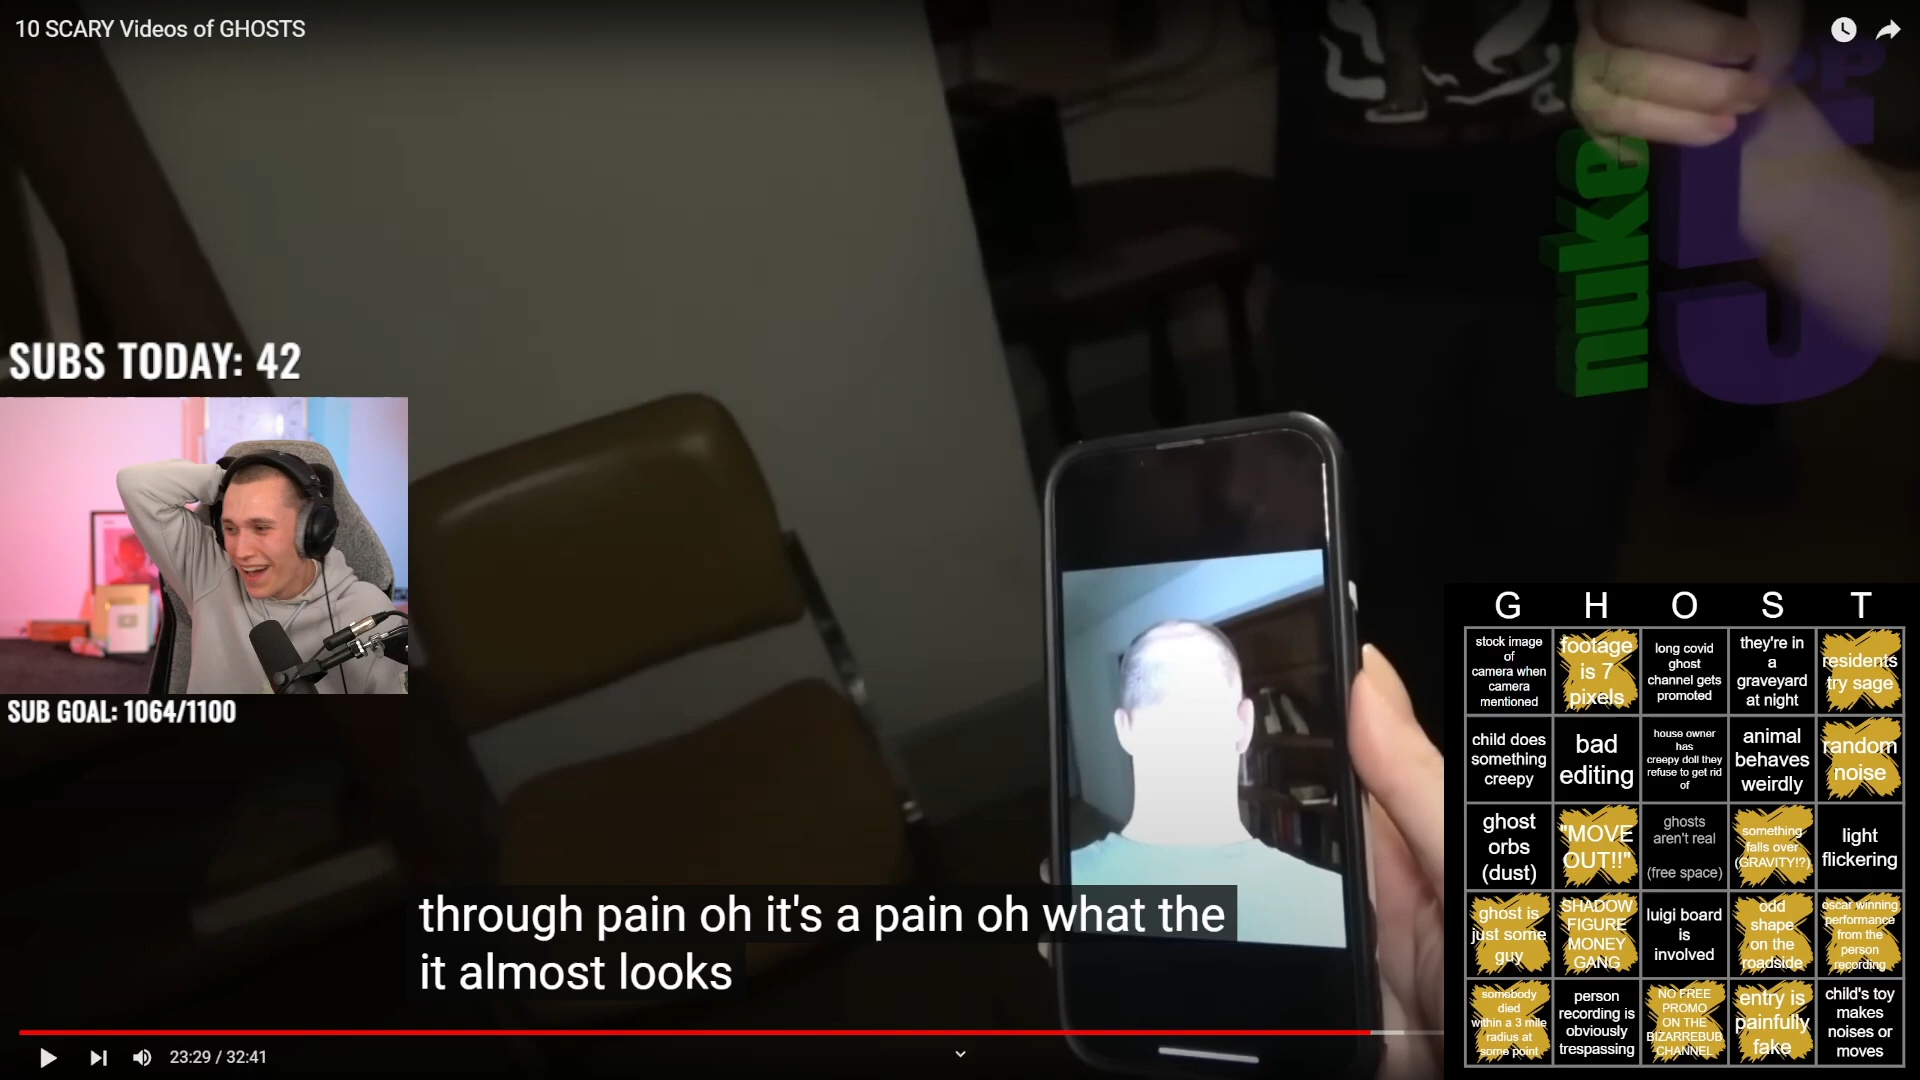 10 SCARY Videos of GHOSTS
nuke
SUBS TODAY: 42
SUB GOAL: 1064/1100
through pain oh it's a pain oh what the
it almost looks
23:29 / 32:41
G H O S T
stock image
of
camera when
camera
mentioned
footage
is 7
pixels
long covid
ghost
channel gets
promoted
they're in
a
graveyard
at night
residents
try sage
child does
something
creepy
bad
editing
house owner
has
creepy doll they
refuse to get rid
of
animal
behaves
weirdly
random
noise
ghost
orbs
(dust)
"MOVE
OUT!!"
ghosts
aren't real
(free space)
something
falls over
(GRAVITY!?)
light
flickering
ghost is
just some
guy
SHADOW
FIGURE
MONEY
GANG
luigi board
is
involved
odd
shape
on the
roadside
oscar winning
performance
from the
person
recording
somebody
died
within a 3 mile
radius at
some point
person
recording is
obviously
trespassing
NO FREE
PROMO
ON THE
BIZARREBUB
CHANNEL
entry is
painfully
fake
child's toy
makes
noises or
moves